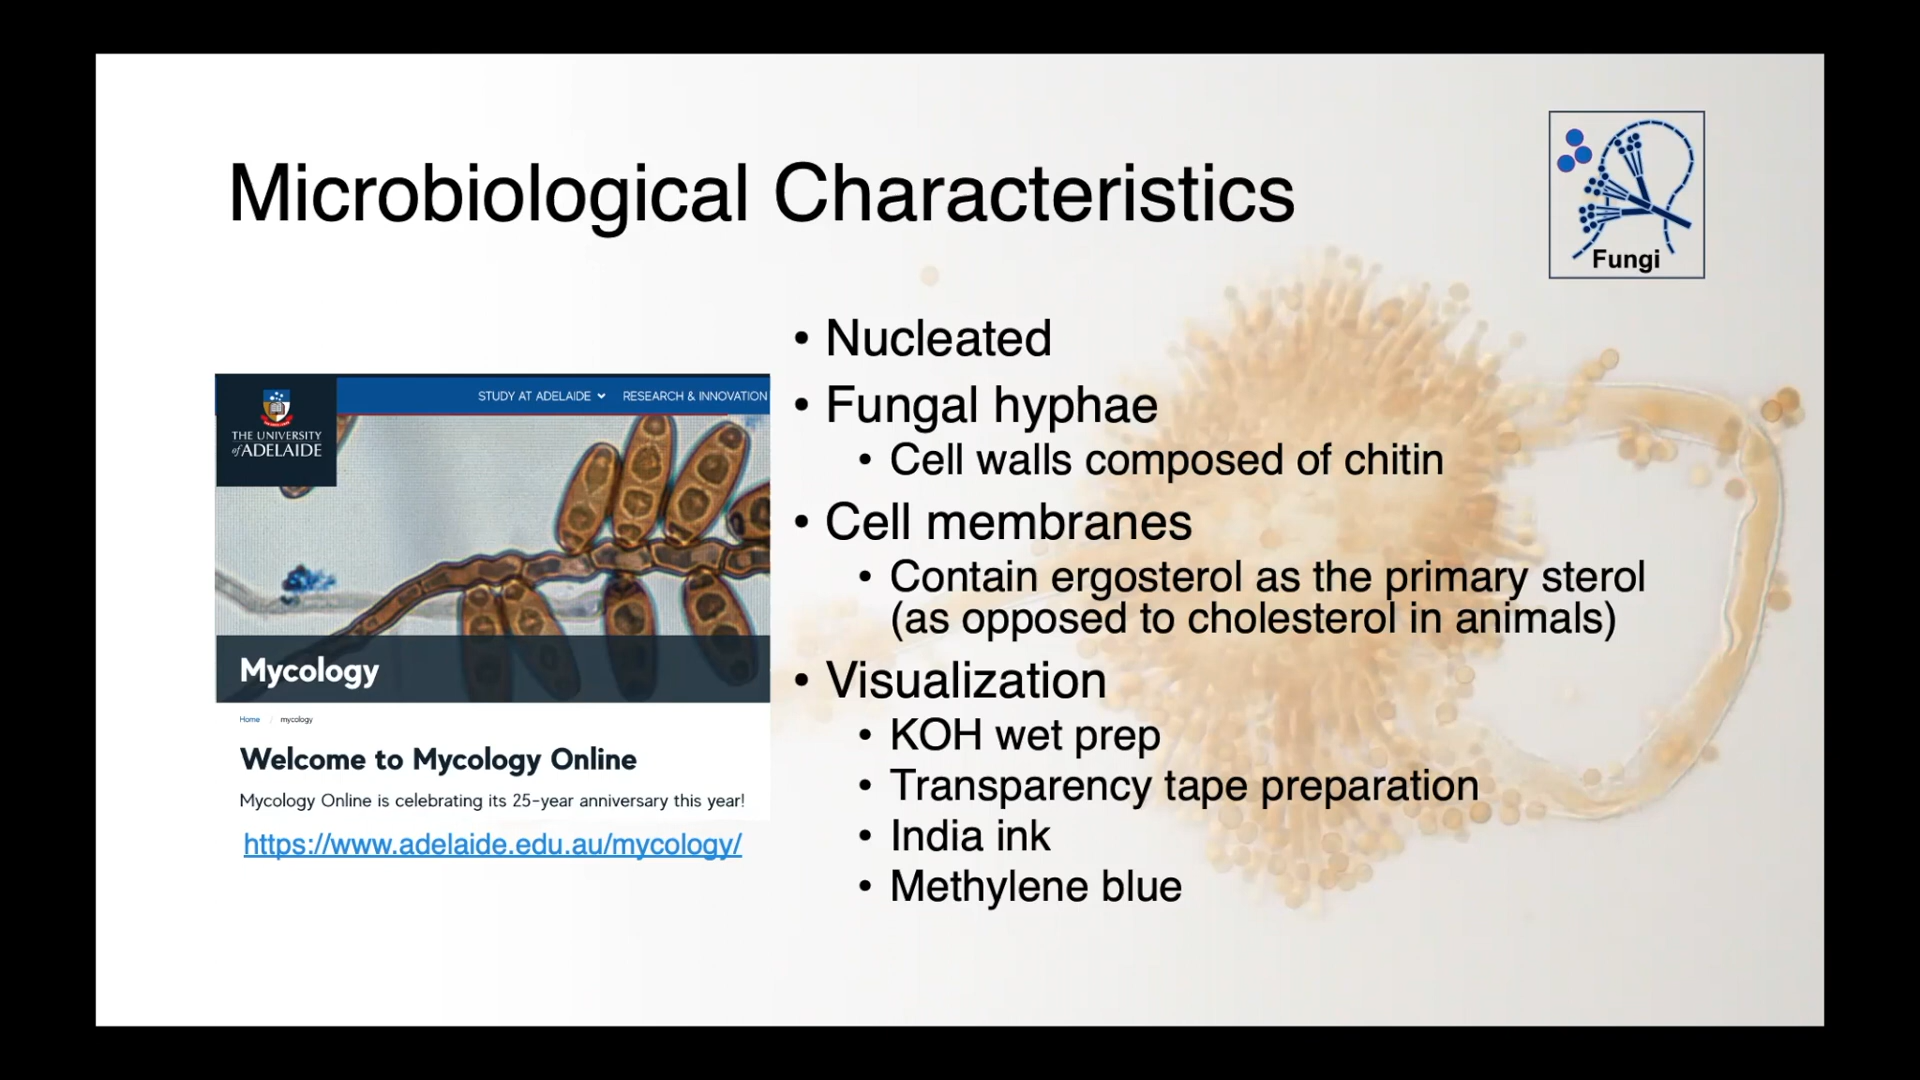 Microbiological Characteristics
Fungi
STUDY AT ADELAIDE
RESEARCH & INNOVATION
THE UNIVERSITY
of ADELAIDE
Mycology
Home / mycology
Welcome to Mycology Online
Mycology Online is celebrating its 25-year anniversary this year!
https://www.adelaide.edu.au/mycology/
• Nucleated
• Fungal hyphae
• Cell walls composed of chitin
• Cell membranes
• Contain ergosterol as the primary sterol
(as opposed to cholesterol in animals)
• Visualization
• KOH wet prep
• Transparency tape preparation
• India ink
• Methylene blue